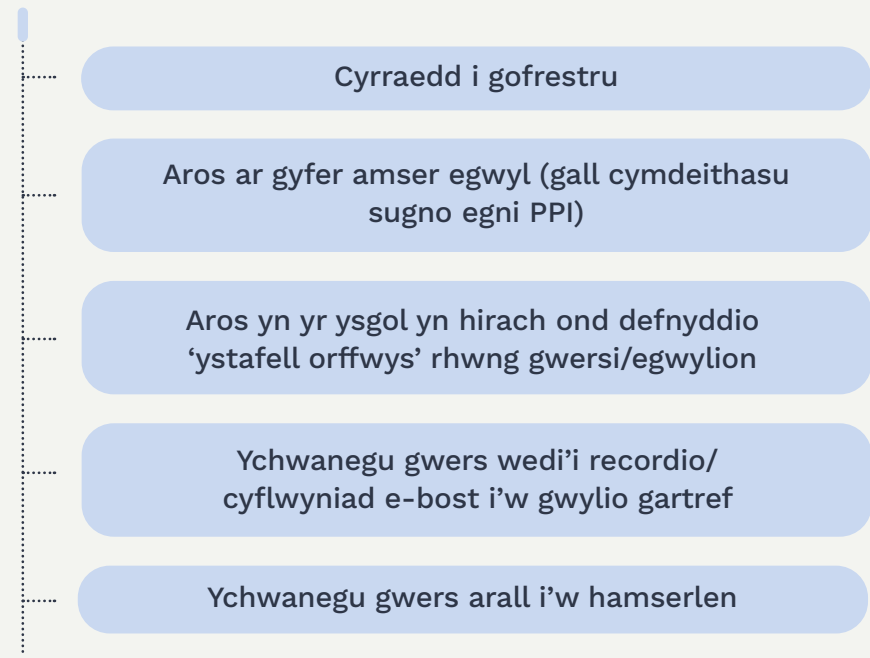 Cyrraedd i gofrestru
Aros ar gyfer amser egwyl (gall cymdeithasu
sugno egni PPI)
Aros yn yr ysgol yn hirach ond defnyddio
‘ystafell orffwys’ rhwng gwersi/egwylion
Ychwanegu gwers wedi’i recordio/
cyflwyniad e-bost i’w gwylio gartref
Ychwanegu gwers arall i’w hamserlen